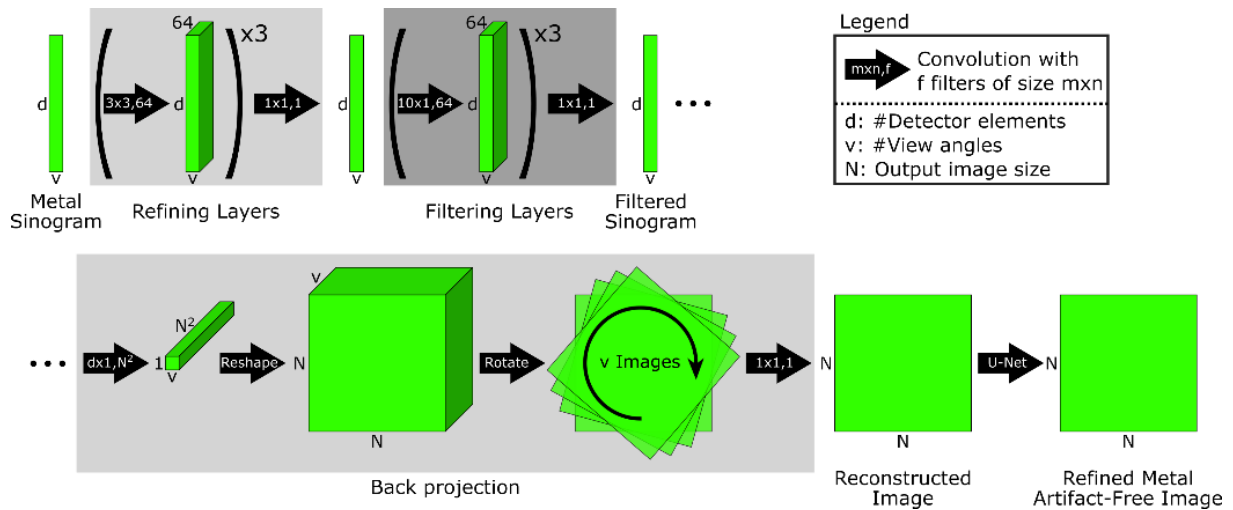 64
x3
3x3,64
d
v
d
v
Metal
Sinogram
Refining Layers
1x1,1
d
v
64
x3
10x1,64
d
v
Filtering Layers
1x1,1
d
v
Filtered
Sinogram
•••
Legend
mxn,f
Convolution with
f filters of size mxn
d: #Detector elements
v: #View angles
N: Output image size
•••
dx1,N²
N²
1
v
Reshape
v
N
N
Rotate
v Images
1x1,1
Back projection
N
N
Reconstructed
Image
U-Net
N
N
Refined Metal
Artifact-Free Image